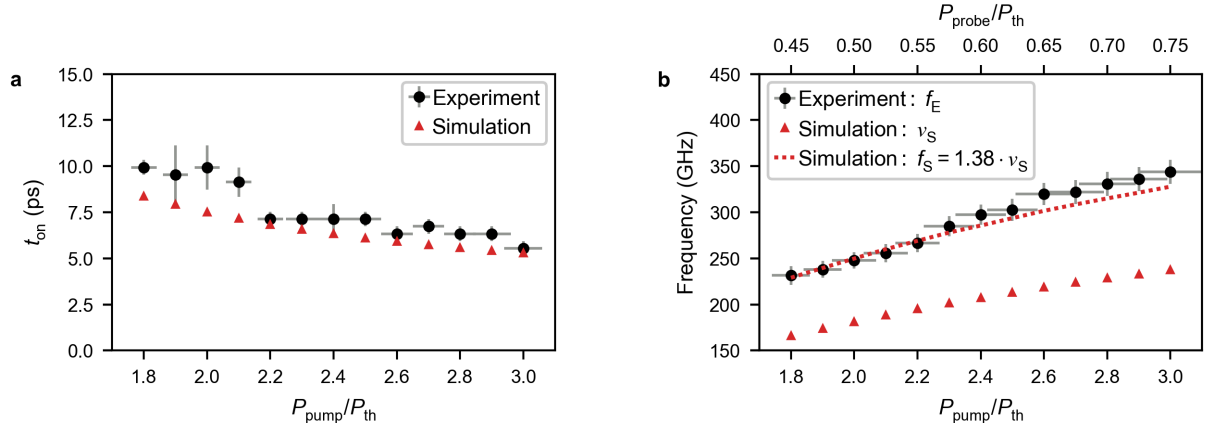 a
15.0
12.5
10.0
7.5
5.0
2.5
0.0
t_on (ps)
Experiment
Simulation
1.8 2.0 2.2 2.4 2.6 2.8 3.0
P_pump/P_th
b
P_probe/P_th
0.45 0.50 0.55 0.60 0.65 0.70 0.75
450
400
350
300
250
200
150
Frequency (GHz)
Experiment: f_E
Simulation: ν_S
Simulation: f_S = 1.38 · ν_S
1.8 2.0 2.2 2.4 2.6 2.8 3.0
P_pump/P_th